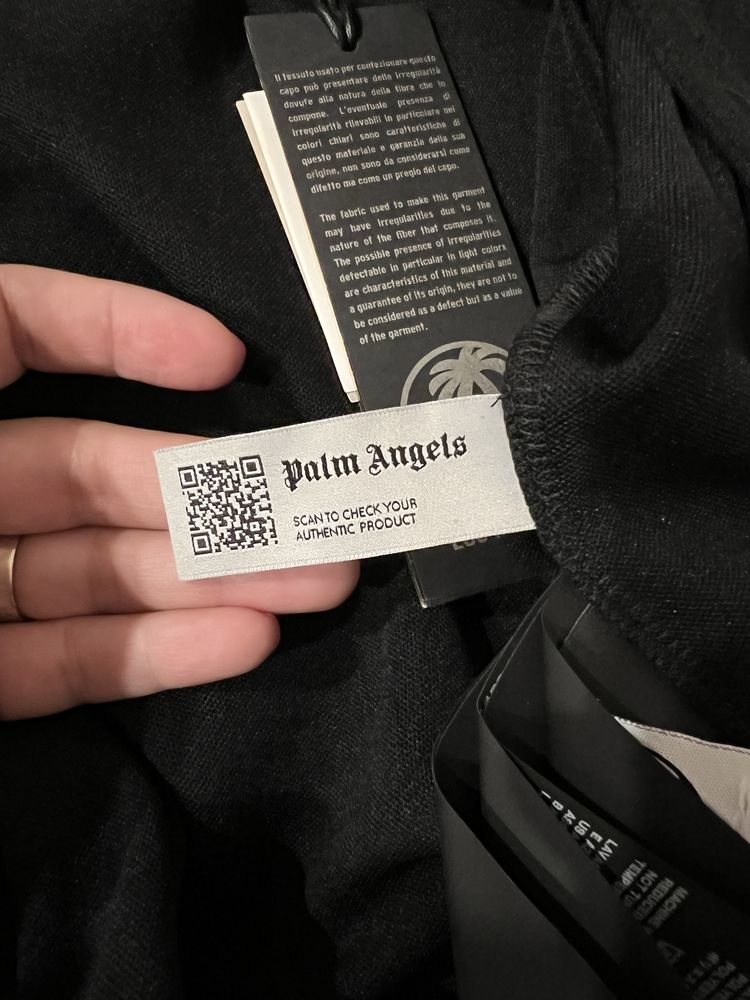 Il tessuto usato per confezionare questo
capo può presentare delle irregolarità
dovute alla natura della fibra che lo
compone. L'eventuale presenza di
irregolarità rilevabili in particolare nei
colori chiari sono caratteristiche di
questo materiale e garanzia della sua
origine, non sono da considerarsi come
difetto ma come un pregio del capo.
The fabric used to make this garment
may have irregularities due to the
nature of the fiber that composes it.
The possible presence of irregularities
detectable in particular in light colors
are characteristics of this material and
a guarantee of its origin, they are not to
be considered as a defect but as a value
of the garment.
Palm Angels
SCAN TO CHECK YOUR
AUTHENTIC PRODUCT